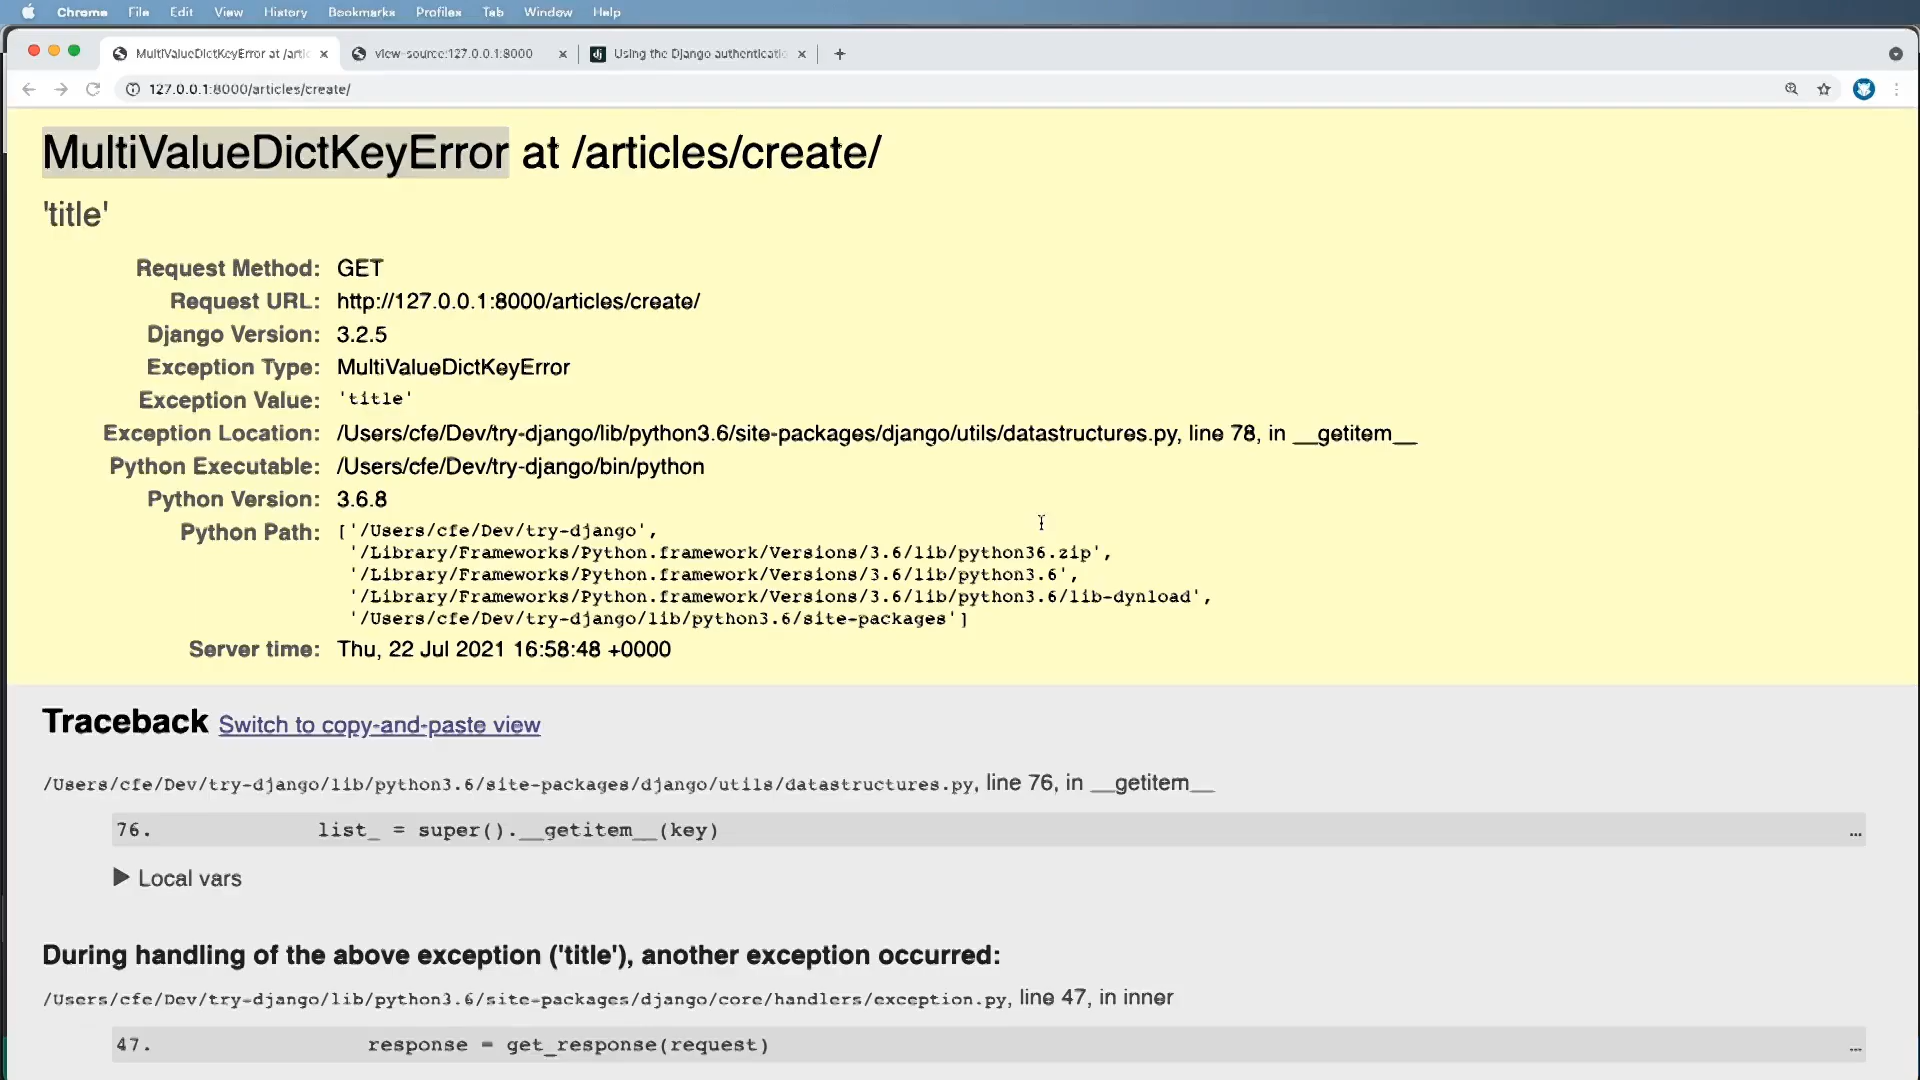 Chrome File Edit View History Bookmarks Profiles Tab Window Help
MultiValueDictKeyError at /artic view-source:127.0.0.1:8000 Using the Django authenticatio
127.0.0.1:8000/articles/create/
MultiValueDictKeyError at /articles/create/
'title'
Request Method: GET
Request URL: http://127.0.0.1:8000/articles/create/
Django Version: 3.2.5
Exception Type: MultiValueDictKeyError
Exception Value: 'title'
Exception Location: /Users/cfe/Dev/try-django/lib/python3.6/site-packages/django/utils/datastructures.py, line 78, in __getitem__
Python Executable: /Users/cfe/Dev/try-django/bin/python
Python Version: 3.6.8
Python Path: ['/Users/cfe/Dev/try-django',
'/Library/Frameworks/Python.framework/Versions/3.6/lib/python36.zip',
'/Library/Frameworks/Python.framework/Versions/3.6/lib/python3.6',
'/Library/Frameworks/Python.framework/Versions/3.6/lib/python3.6/lib-dynload',
'/Users/cfe/Dev/try-django/lib/python3.6/site-packages']
Server time: Thu, 22 Jul 2021 16:58:48 +0000
Traceback Switch to copy-and-paste view
/Users/cfe/Dev/try-django/lib/python3.6/site-packages/django/utils/datastructures.py, line 76, in __getitem__
76. list_ = super().__getitem__(key) …
▶ Local vars
During handling of the above exception ('title'), another exception occurred:
/Users/cfe/Dev/try-django/lib/python3.6/site-packages/django/core/handlers/exception.py, line 47, in inner
47. response = get_response(request) …